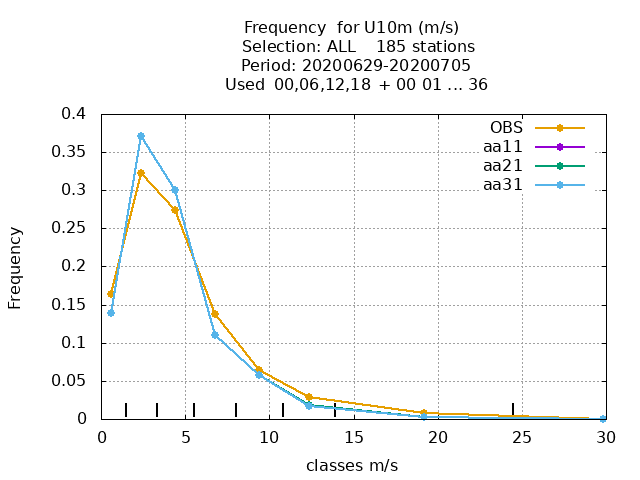 Frequency  for U10m (m/s)
Selection: ALL    185 stations
Period: 20200629-20200705
Used  00,06,12,18  + 00 01 ... 36
0.4
0.35
0.3
0.25
0.2
0.15
0.1
0.05
0
Frequency
OBS
aa11
aa21
aa31
0 5 10 15 20 25 30
classes m/s